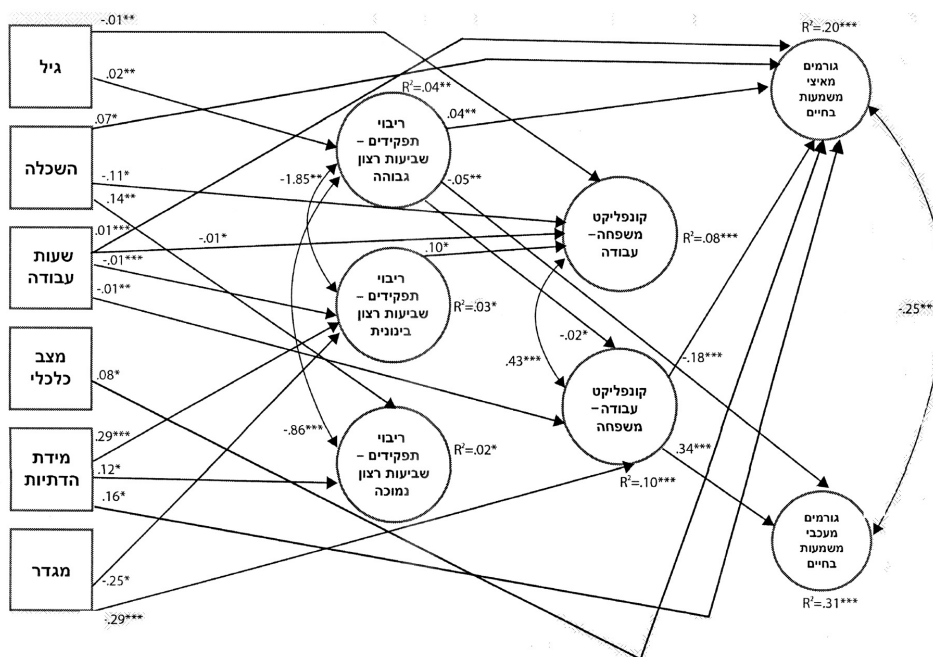 -.01**
R²=.20***
גיל
גורמים
מאיצי
משמעות
בחיים
.02**
R²=.04**
.07*
ריבוי
תפקידים –
שביעות רצון
גבוהה
.04**
השכלה
-.11*
-1.85**
-.05**
.14**
קונפליקט
משפחה–
עבודה
R²=.08***
.01***
-.01*
.10*
שעות
עבודה
-.01***
-.01**
ריבוי
תפקידים –
שביעות רצון
בינונית
R²=.03*
-.25**
-.02*
.43***
-.18***
מצב
כלכלי
.08*
קונפליקט
עבודה–
משפחה
-.86***
ריבוי
תפקידים –
שביעות רצון
נמוכה
R²=.02*
מידת
הדתיות
.29***
.12*
.16*
.34***
R²=.10***
גורמים
מעכבי
משמעות
בחיים
מגדר
-.25*
R²=.31***
-.29***